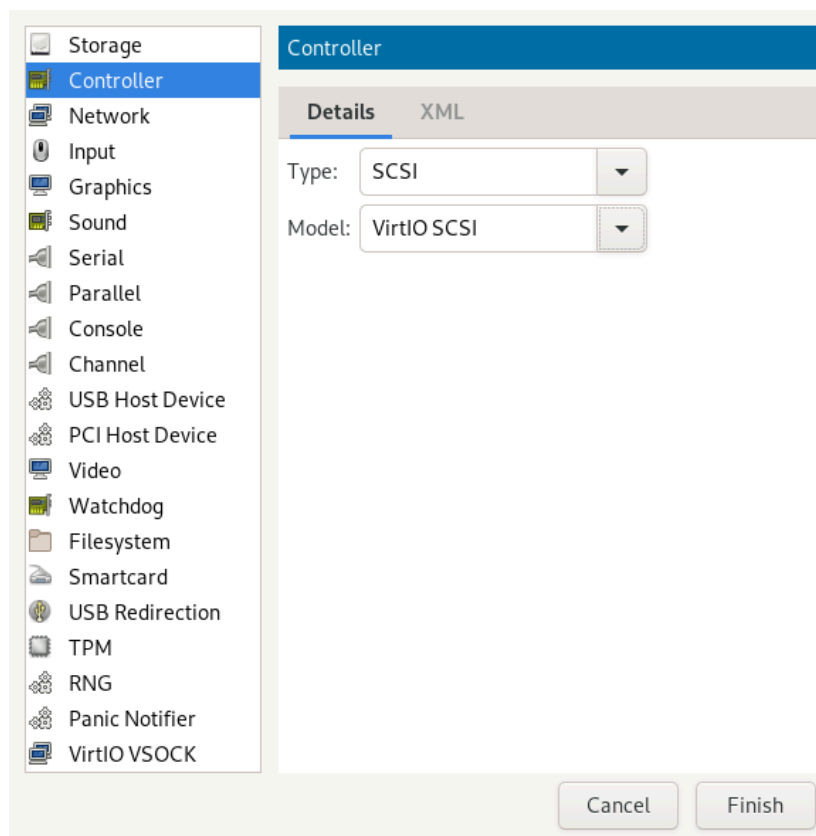 Storage
Controller
Network
Input
Graphics
Sound
Serial
Parallel
Console
Channel
USB Host Device
PCI Host Device
Video
Watchdog
Filesystem
Smartcard
USB Redirection
TPM
RNG
Panic Notifier
VirtIO VSOCK
Controller
Details XML
Type: SCSI
Model: VirtIO SCSI
Cancel Finish